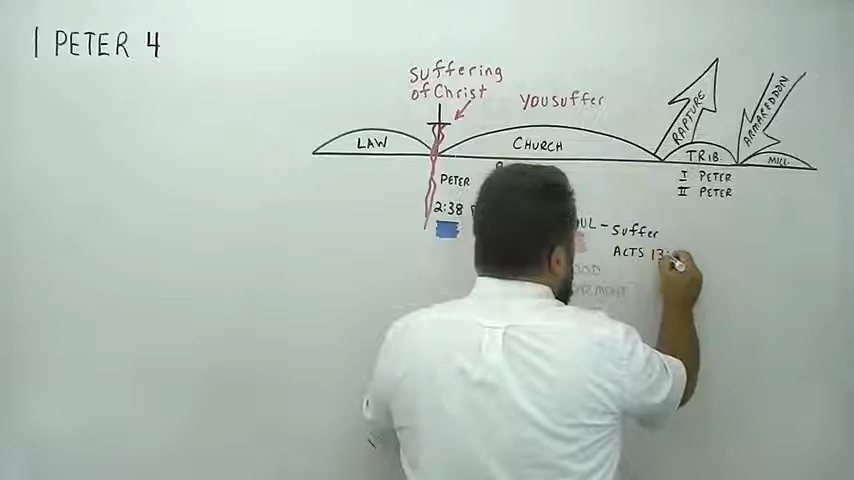 1 PETER 4
Suffering
of Christ
You suffer
LAW
CHURCH
RAPTURE
TRIB.
ARMAGEDDON
MILL.
I PETER
II PETER
PETER
2:38
- Suffer
ACTS 13: